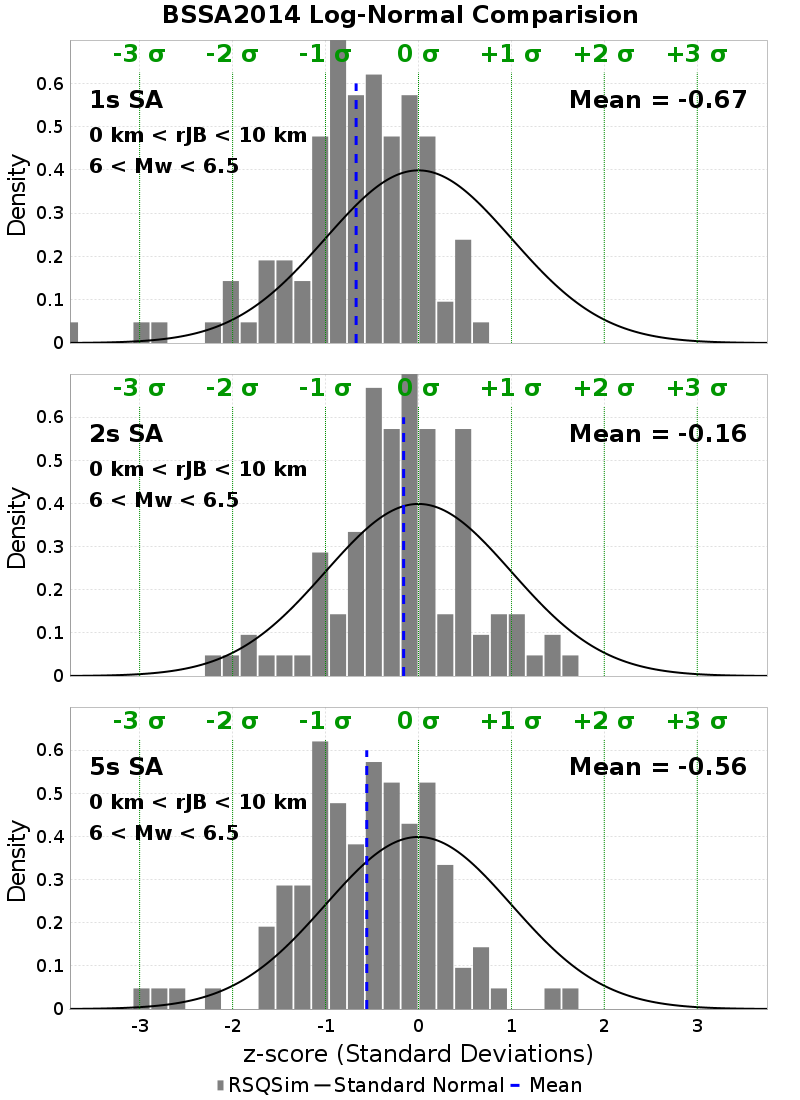 BSSA2014 Log-Normal Comparision
-3 σ -2 σ -1 σ 0 σ +1 σ +2 σ +3 σ
1s SA
Mean = -0.67
0 km < rJB < 10 km
6 < Mw < 6.5
Density
0.6
0.5
0.4
0.3
0.2
0.1
0
-3 σ -2 σ -1 σ 0 σ +1 σ +2 σ +3 σ
2s SA
Mean = -0.16
0 km < rJB < 10 km
6 < Mw < 6.5
Density
0.6
0.5
0.4
0.3
0.2
0.1
0
-3 σ -2 σ -1 σ 0 σ +1 σ +2 σ +3 σ
5s SA
Mean = -0.56
0 km < rJB < 10 km
6 < Mw < 6.5
Density
0.6
0.5
0.4
0.3
0.2
0.1
0
-3 -2 -1 0 1 2 3
z-score (Standard Deviations)
RSQSim Standard Normal Mean